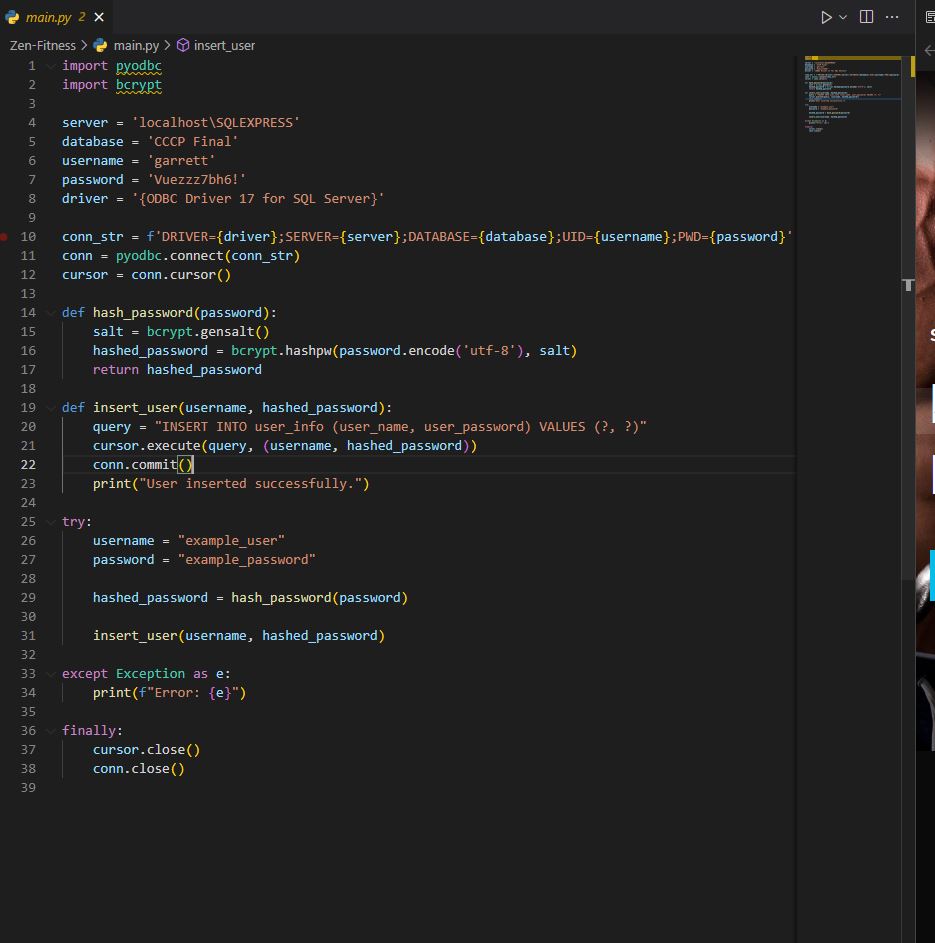 main.py 2
Zen-Fitness > main.py > insert_user
1 import pyodbc
2 import bcrypt
3
4 server = 'localhost\SQLEXPRESS'
5 database = 'CCCP Final'
6 username = 'garrett'
7 password = 'Vuezzz7bh6!'
8 driver = '{ODBC Driver 17 for SQL Server}'
9
10 conn_str = f'DRIVER={driver};SERVER={server};DATABASE={database};UID={username};PWD={password}'
11 conn = pyodbc.connect(conn_str)
12 cursor = conn.cursor()
13
14 def hash_password(password):
15     salt = bcrypt.gensalt()
16     hashed_password = bcrypt.hashpw(password.encode('utf-8'), salt)
17     return hashed_password
18
19 def insert_user(username, hashed_password):
20     query = "INSERT INTO user_info (user_name, user_password) VALUES (?, ?)"
21     cursor.execute(query, (username, hashed_password))
22     conn.commit()
23     print("User inserted successfully.")
24
25 try:
26     username = "example_user"
27     password = "example_password"
28
29     hashed_password = hash_password(password)
30
31     insert_user(username, hashed_password)
32
33 except Exception as e:
34     print(f"Error: {e}")
35
36 finally:
37     cursor.close()
38     conn.close()
39